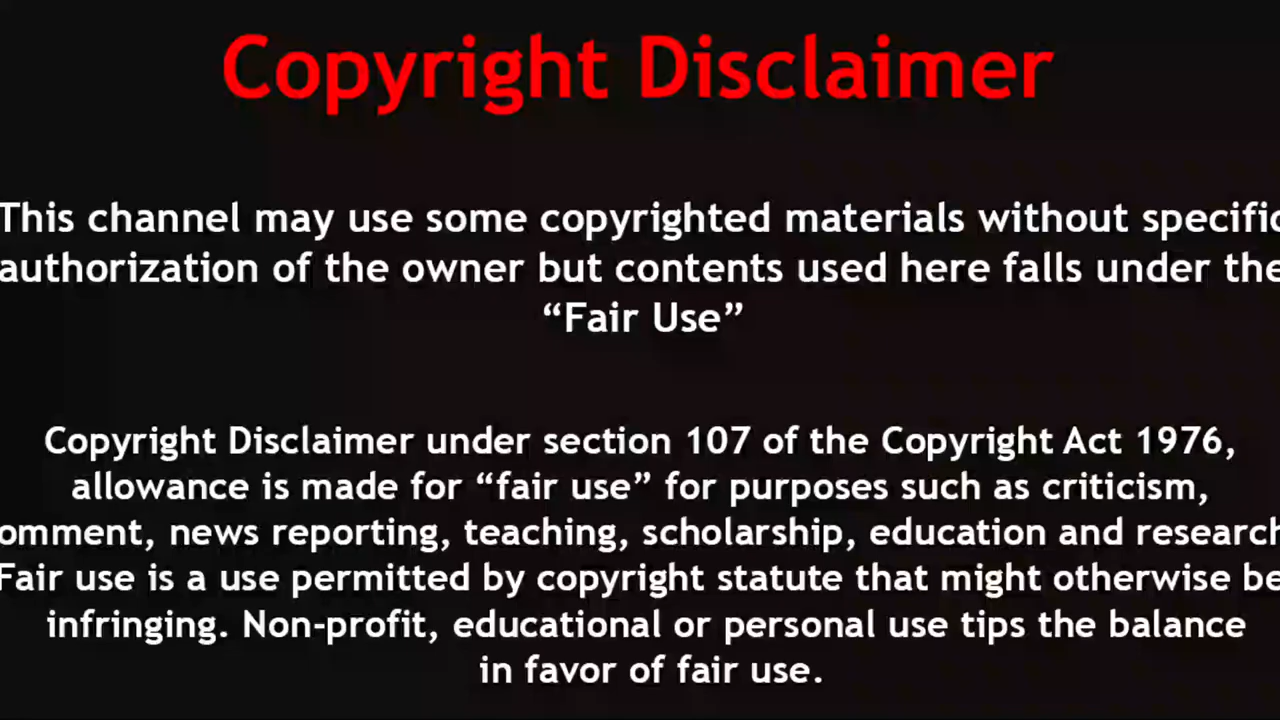 Copyright Disclaimer
This channel may use some copyrighted materials without specific
authorization of the owner but contents used here falls under the
“Fair Use”
Copyright Disclaimer under section 107 of the Copyright Act 1976,
allowance is made for “fair use” for purposes such as criticism,
omment, news reporting, teaching, scholarship, education and research
Fair use is a use permitted by copyright statute that might otherwise be
infringing. Non-profit, educational or personal use tips the balance
in favor of fair use.